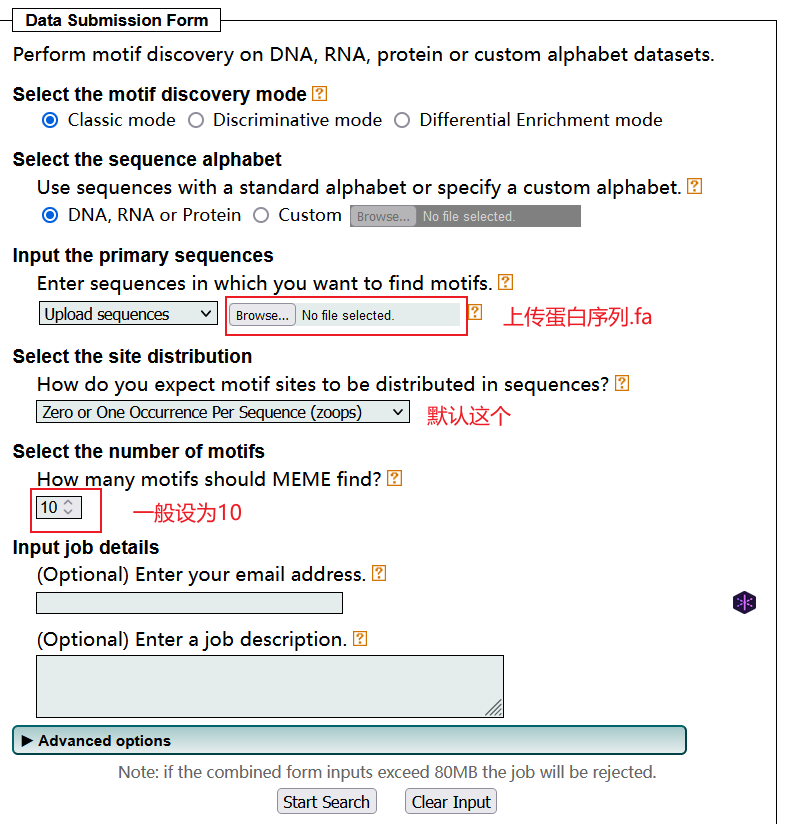 Data Submission Form
Perform motif discovery on DNA, RNA, protein or custom alphabet datasets.
Select the motif discovery mode ?
Classic mode Discriminative mode Differential Enrichment mode
Select the sequence alphabet
Use sequences with a standard alphabet or specify a custom alphabet. ?
DNA, RNA or Protein Custom Browse... No file selected.
Input the primary sequences
Enter sequences in which you want to find motifs. ?
Upload sequences Browse... No file selected. ? 上传蛋白序列.fa
Select the site distribution
How do you expect motif sites to be distributed in sequences? ?
Zero or One Occurrence Per Sequence (zoops) 默认这个
Select the number of motifs
How many motifs should MEME find? ?
10 一般设为10
Input job details
(Optional) Enter your email address. ?
(Optional) Enter a job description. ?
Advanced options
Note: if the combined form inputs exceed 80MB the job will be rejected.
Start Search Clear Input